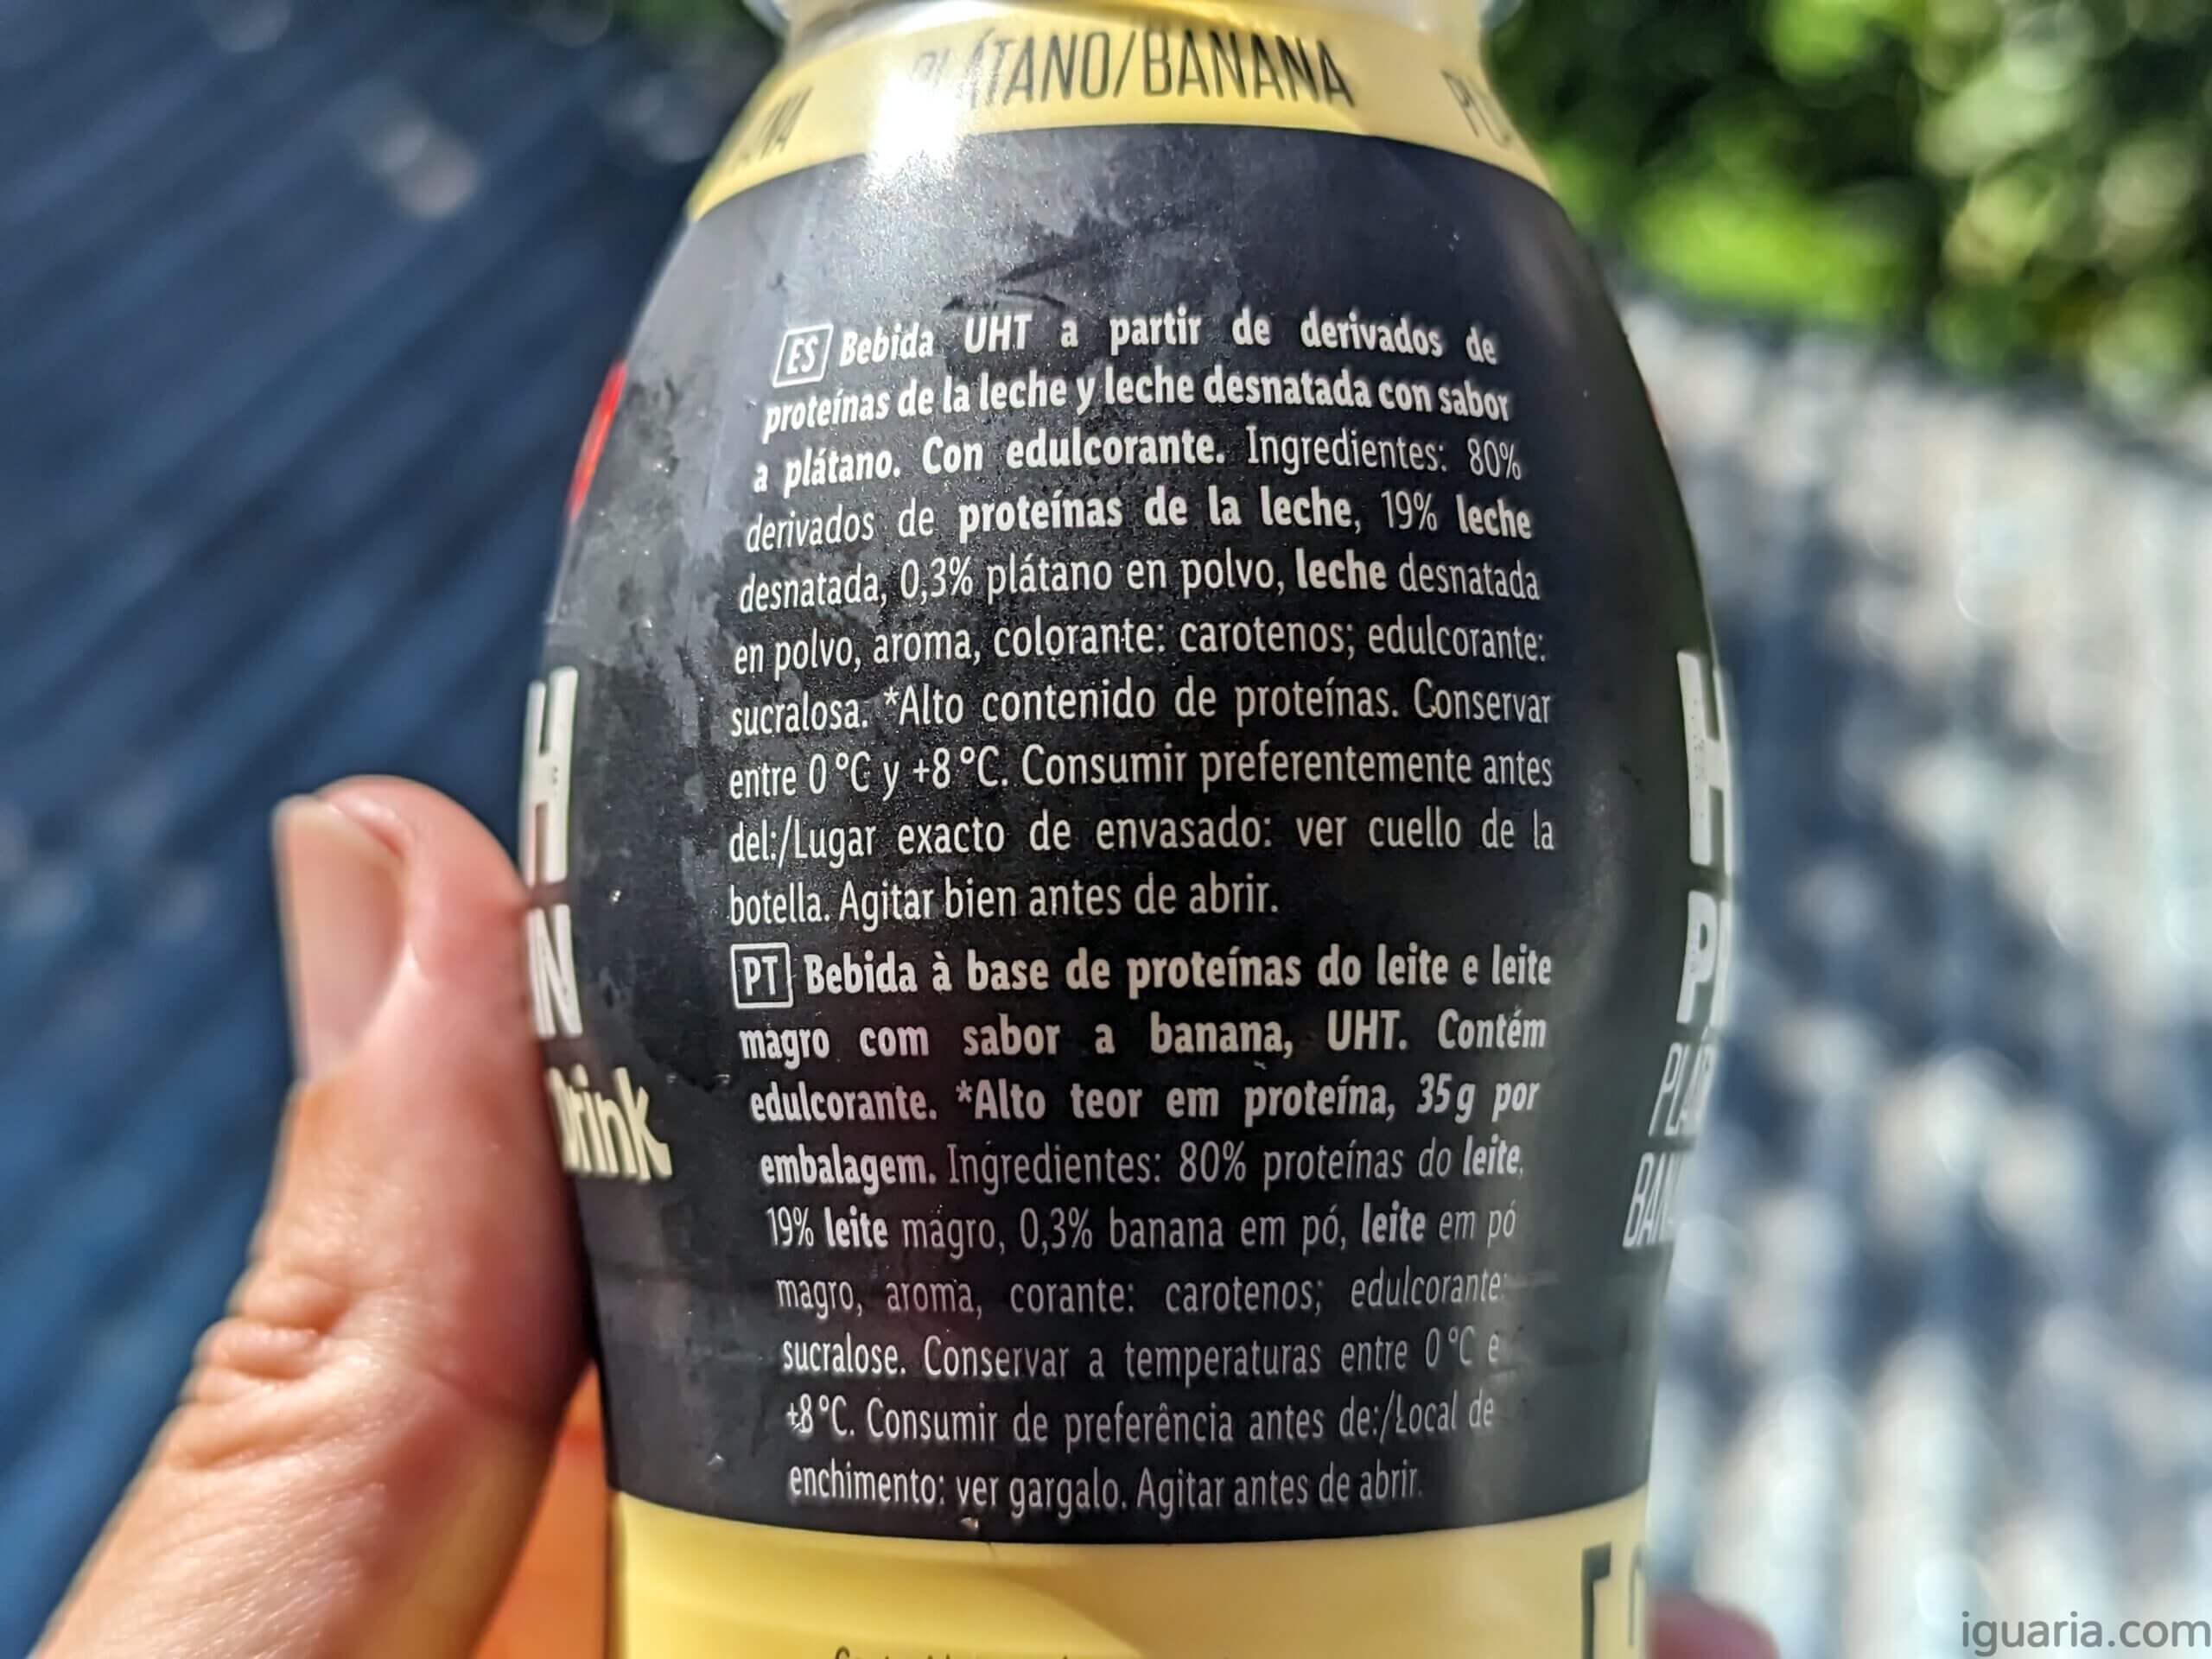 PLÁTANO/BANANA
ES Bebida UHT a partir de derivados de
proteínas de la leche y leche desnatada con sabor
a plátano. Con edulcorante. Ingredientes: 80%
derivados de proteínas de la leche, 19% leche
desnatada, 0,3% plátano en polvo, leche desnatada
en polvo, aroma, colorante: carotenos; edulcorante:
sucralosa. *Alto contenido de proteínas. Conservar
entre 0 °C y +8 °C. Consumir preferentemente antes
del:/Lugar exacto de envasado: ver cuello de la
botella. Agitar bien antes de abrir.
PT Bebida à base de proteínas do leite e leite
magro com sabor a banana, UHT. Contém
edulcorante. *Alto teor em proteína, 35 g por
embalagem. Ingredientes: 80% proteínas do leite,
19% leite magro, 0,3% banana em pó, leite em pó
magro, aroma, corante: carotenos; edulcorante:
sucralose. Conservar a temperaturas entre 0 °C e
+8 °C. Consumir de preferência antes de:/Local de
enchimento: ver gargalo. Agitar antes de abrir.
Drink
iguaria.com